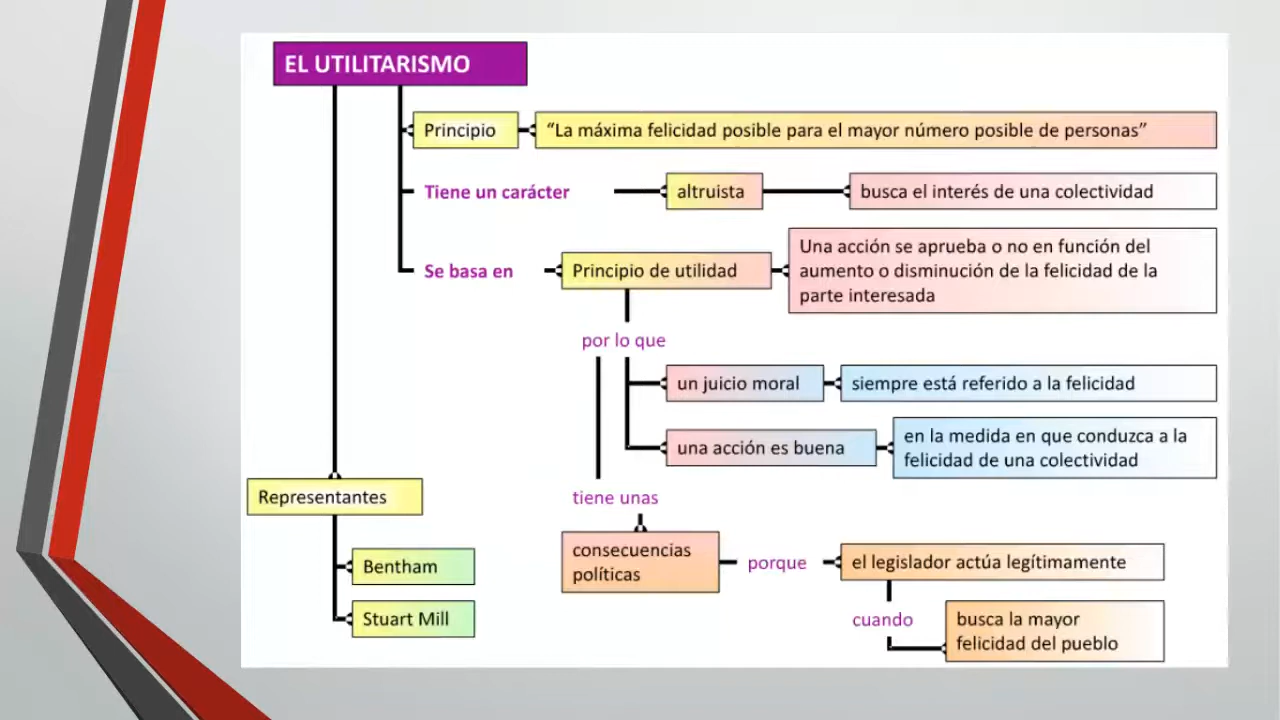 EL UTILITARISMO
Principio
“La máxima felicidad posible para el mayor número posible de personas”
Tiene un carácter
altruista
busca el interés de una colectividad
Se basa en
Principio de utilidad
Una acción se aprueba o no en función del
aumento o disminución de la felicidad de la
parte interesada
por lo que
un juicio moral
siempre está referido a la felicidad
una acción es buena
en la medida en que conduzca a la
felicidad de una colectividad
tiene unas
consecuencias
políticas
porque
el legislador actúa legítimamente
cuando
busca la mayor
felicidad del pueblo
Representantes
Bentham
Stuart Mill